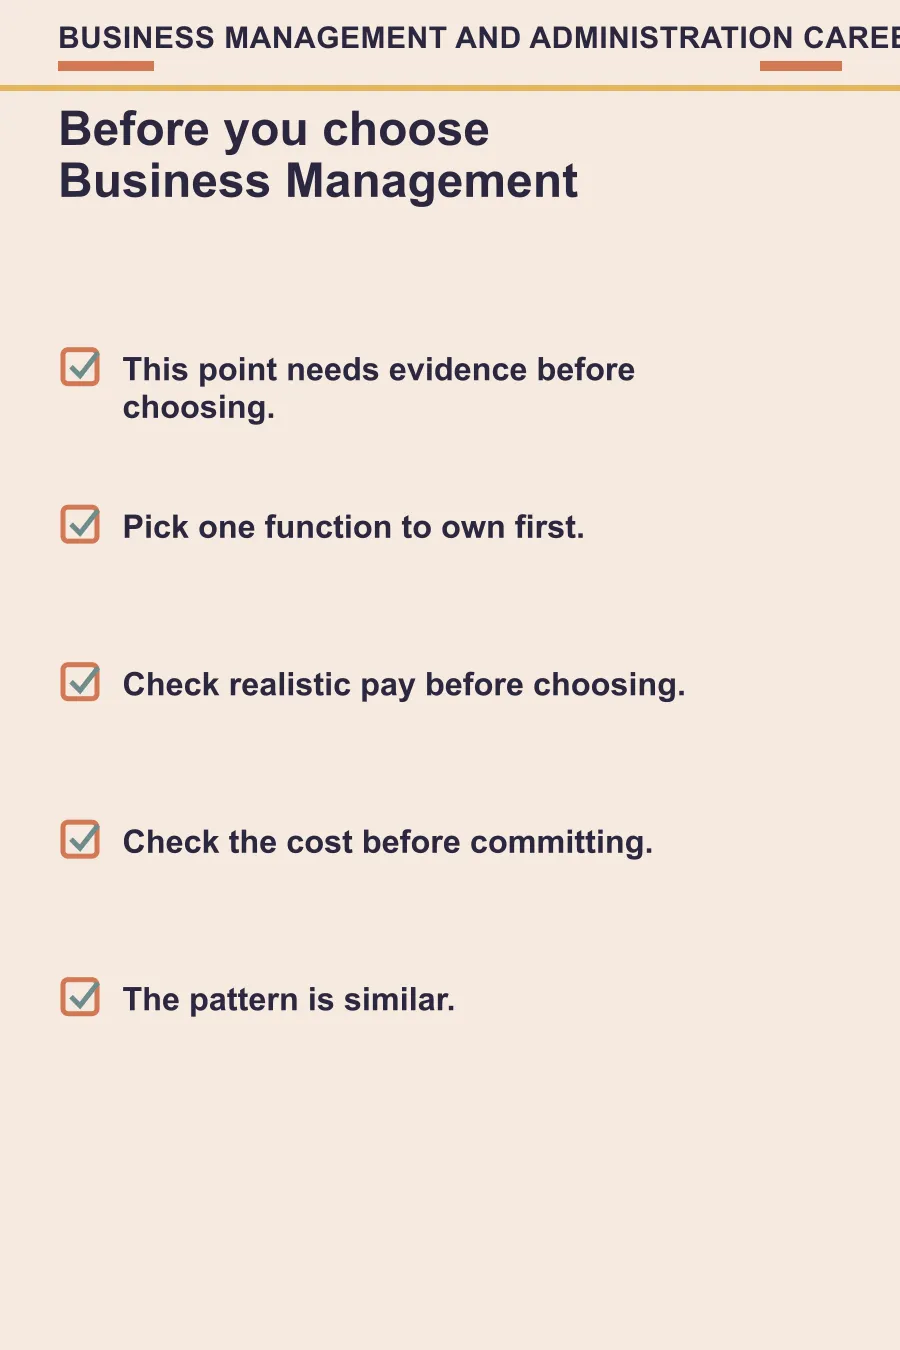 BUSINESS MANAGEMENT AND ADMINISTRATION CAREE
Before you choose
Business Management
This point needs evidence before
choosing.
Pick one function to own first.
Check realistic pay before choosing.
Check the cost before committing.
The pattern is similar.